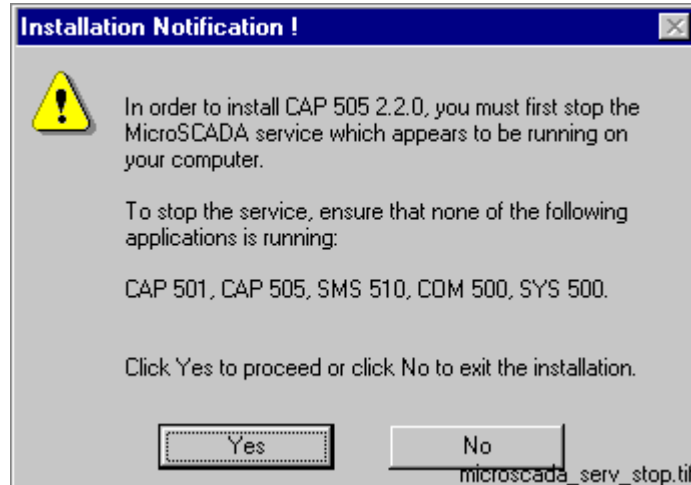 Installation Notification !
In order to install CAP 505 2.2.0, you must first stop the
MicroSCADA service which appears to be running on
your computer.
To stop the service, ensure that none of the following
applications is running:
CAP 501, CAP 505, SMS 510, COM 500, SYS 500.
Click Yes to proceed or click No to exit the installation.
Yes
No
microscada_serv_stop.tif